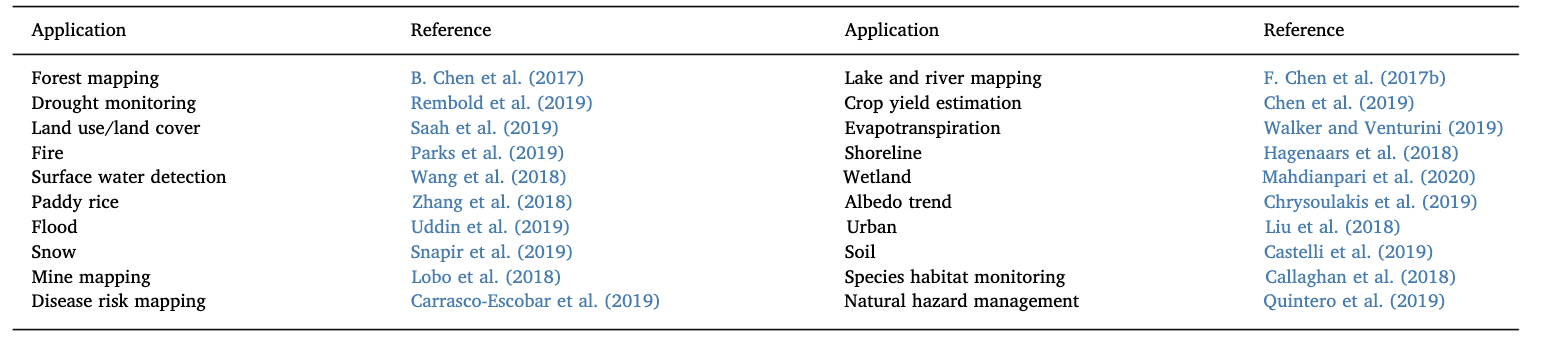 Application Reference Application Reference
Forest mapping B. Chen et al. (2017) Lake and river mapping F. Chen et al. (2017b)
Drought monitoring Rembold et al. (2019) Crop yield estimation Chen et al. (2019)
Land use/land cover Saah et al. (2019) Evapotranspiration Walker and Venturini (2019)
Fire Parks et al. (2019) Shoreline Hagenaars et al. (2018)
Surface water detection Wang et al. (2018) Wetland Mahdianpari et al. (2020)
Paddy rice Zhang et al. (2018) Albedo trend Chrysoulakis et al. (2019)
Flood Uddin et al. (2019) Urban Liu et al. (2018)
Snow Snapir et al. (2019) Soil Castelli et al. (2019)
Mine mapping Lobo et al. (2018) Species habitat monitoring Callaghan et al. (2018)
Disease risk mapping Carrasco-Escobar et al. (2019) Natural hazard management Quintero et al. (2019)